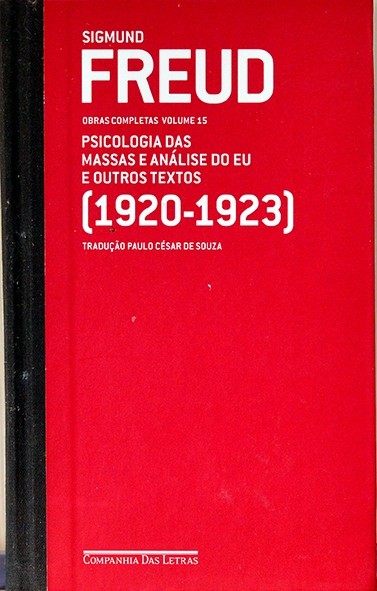 SIGMUND
FREUD
OBRAS COMPLETAS VOLUME 15
PSICOLOGIA DAS
MASSAS E ANÁLISE DO EU
E OUTROS TEXTOS
(1920-1923)
TRADUÇÃO PAULO CÉSAR DE SOUZA
COMPANHIA DAS LETRAS